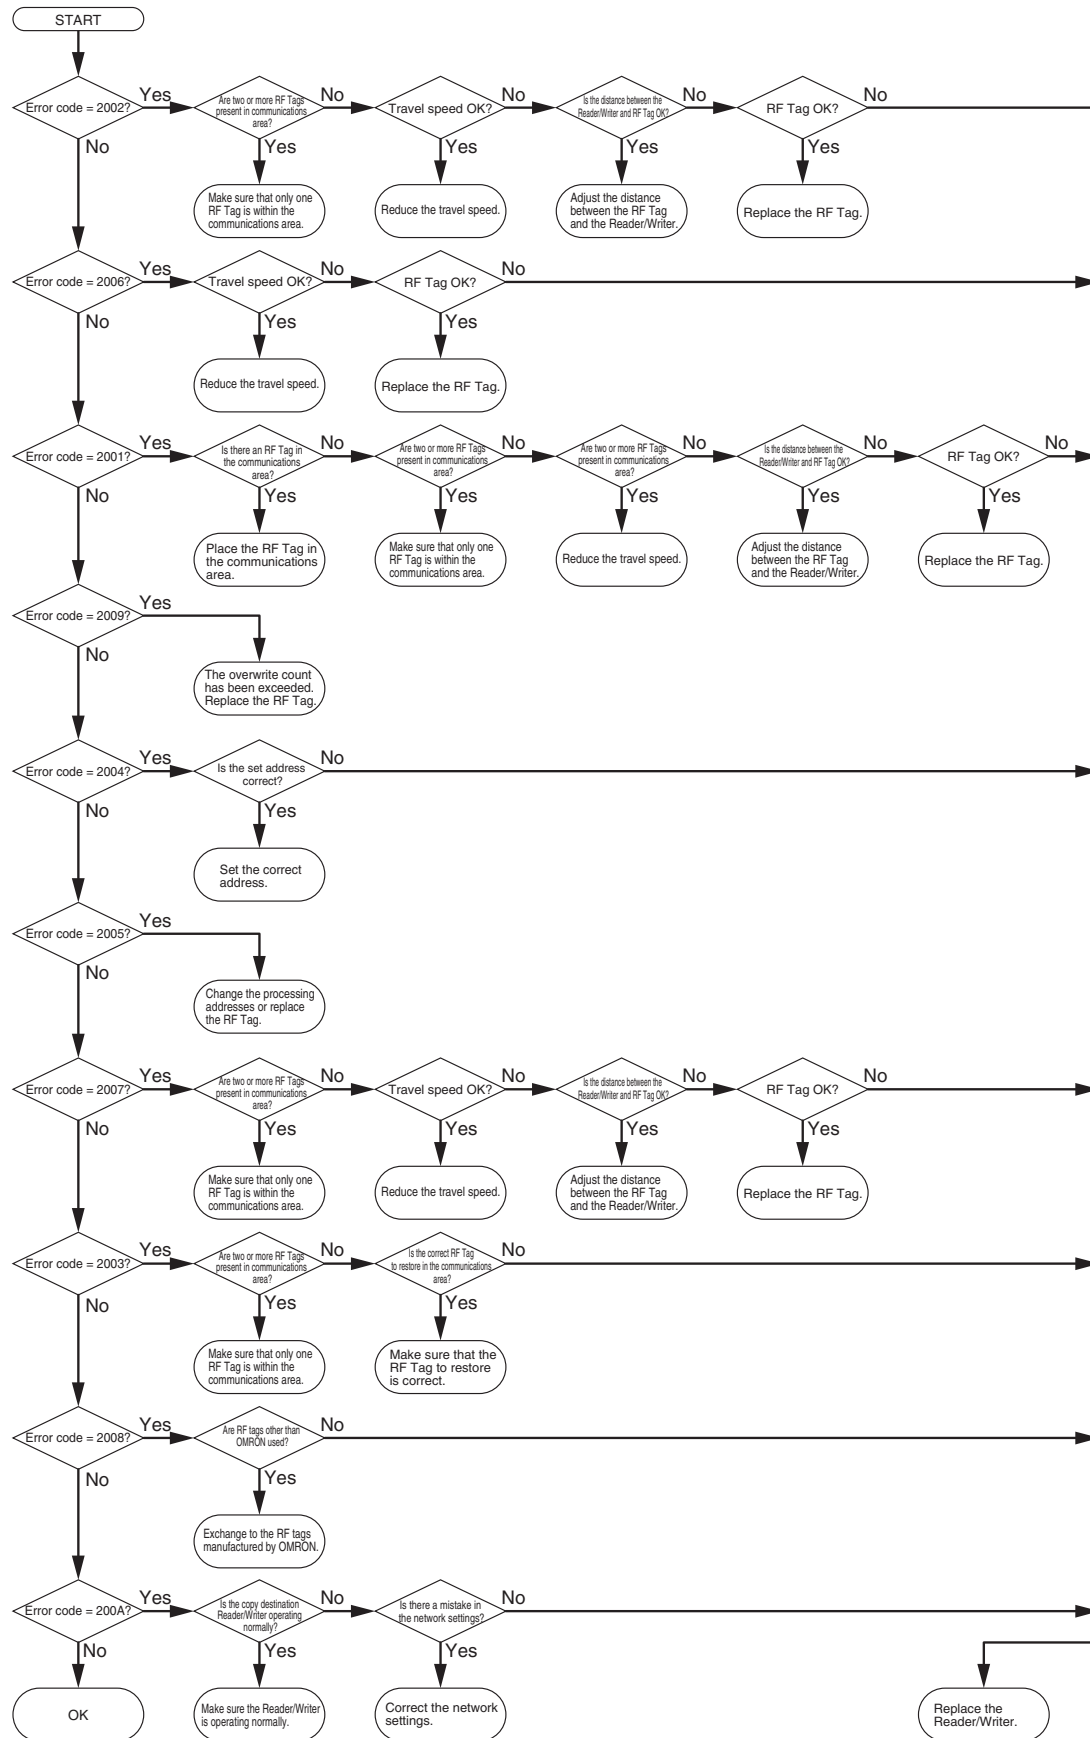 START
Error code = 2002?
Yes
No
Are two or more RF Tags
present in communications
area?
No
Yes
Travel speed OK?
No
Yes
Is the distance between the
Reader/Writer and RF Tag OK?
No
Yes
RF Tag OK?
No
Yes
Make sure that only one
RF Tag is within the
communications area.
Reduce the travel speed.
Adjust the distance
between the RF Tag
and the Reader/Writer.
Replace the RF Tag.
Error code = 2006?
Yes
No
Travel speed OK?
No
Yes
RF Tag OK?
No
Yes
Reduce the travel speed.
Replace the RF Tag.
Error code = 2001?
Yes
No
Is there an RF Tag in
the communications
area?
No
Yes
Are two or more RF Tags
present in communications
area?
No
Yes
Are two or more RF Tags
present in communications
area?
No
Yes
Is the distance between the
Reader/Writer and RF Tag OK?
No
Yes
RF Tag OK?
No
Yes
Place the RF Tag in
the communications
area.
Make sure that only one
RF Tag is within the
communications area.
Reduce the travel speed.
Adjust the distance
between the RF Tag
and the Reader/Writer.
Replace the RF Tag.
Error code = 2009?
Yes
No
The overwrite count
has been exceeded.
Replace the RF Tag.
Error code = 2004?
Yes
No
Is the set address
correct?
No
Yes
Set the correct
address.
Error code = 2005?
Yes
No
Change the processing
addresses or replace
the RF Tag.
Error code = 2007?
Yes
No
Are two or more RF Tags
present in communications
area?
No
Yes
Travel speed OK?
No
Yes
Is the distance between the
Reader/Writer and RF Tag OK?
No
Yes
RF Tag OK?
No
Yes
Make sure that only one
RF Tag is within the
communications area.
Reduce the travel speed.
Adjust the distance
between the RF Tag
and the Reader/Writer.
Replace the RF Tag.
Error code = 2003?
Yes
No
Are two or more RF Tags
present in communications
area?
No
Yes
Is the correct RF Tag
to restore in the communications
area?
No
Yes
Make sure that only one
RF Tag is within the
communications area.
Make sure that the
RF Tag to restore
is correct.
Error code = 2008?
Yes
No
Are RF tags other than
OMRON used?
No
Yes
Exchange to the RF tags
manufactured by OMRON.
Error code = 200A?
Yes
No
Is the copy destination
Reader/Writer operating
normally?
No
Yes
Is there a mistake in
the network settings?
No
Yes
OK
Make sure the Reader/Writer
is operating normally.
Correct the network
settings.
Replace the
Reader/Writer.